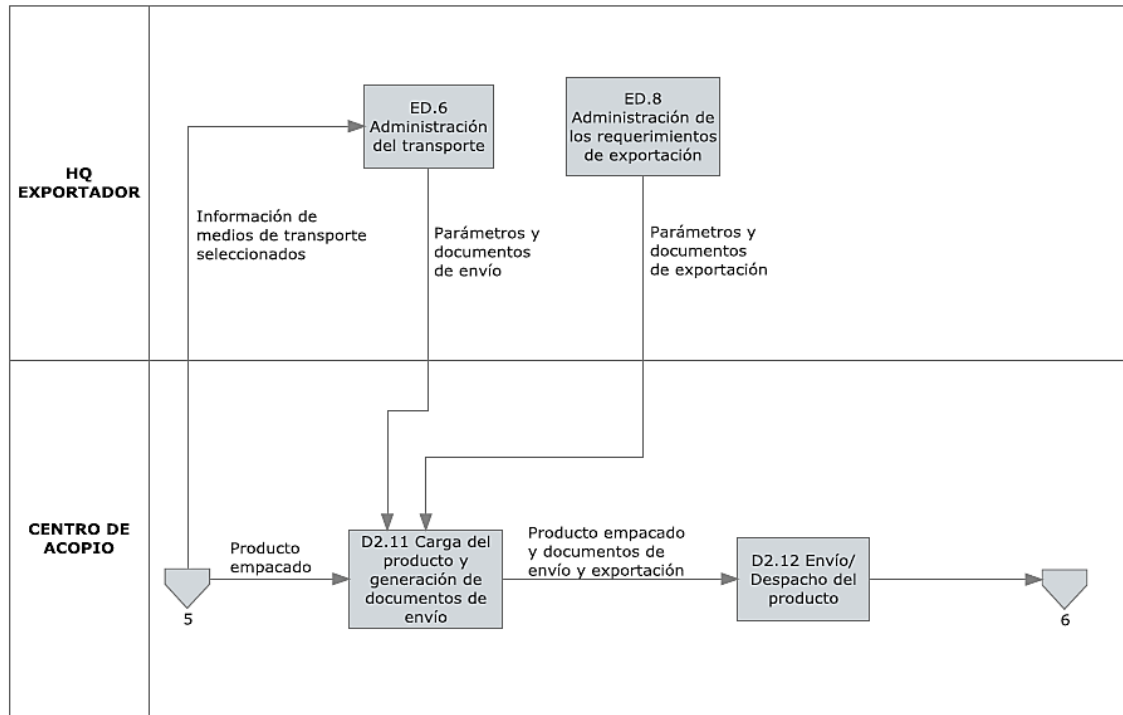 HQ
EXPORTADOR
ED.6
Administración
del transporte
ED.8
Administración de
los requerimientos
de exportación
Información de
medios de transporte
seleccionados
Parámetros y
documentos
de envío
Parámetros y
documentos
de exportación
CENTRO DE
ACOPIO
5
Producto
empacado
D2.11 Carga del
producto y
generación de
documentos de
envío
Producto empacado
y documentos de
envío y exportación
D2.12 Envío/
Despacho del
producto
6